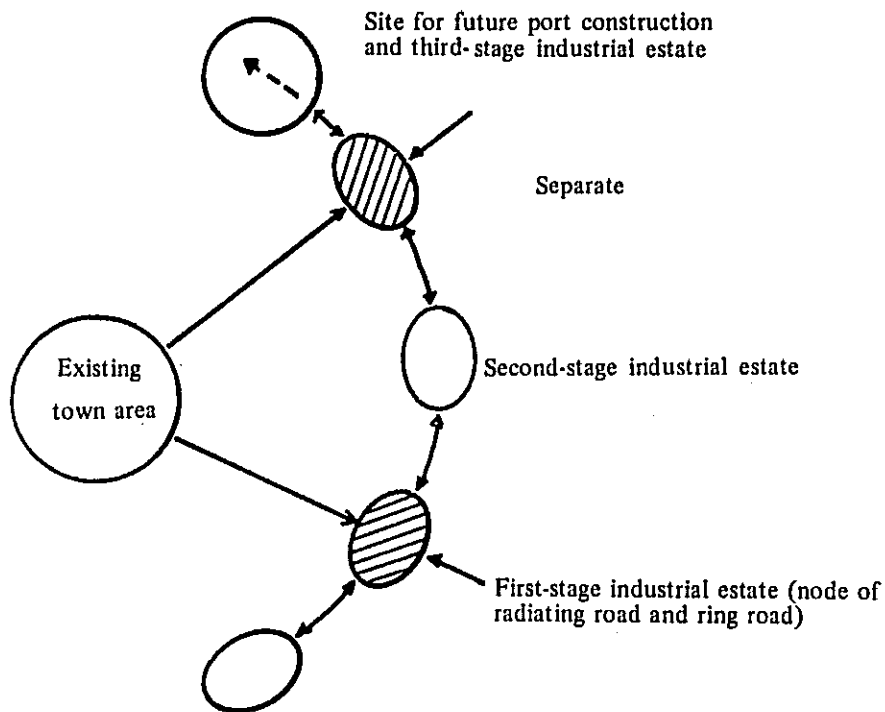 Site for future port construction
and third-stage industrial estate
Separate
Existing
town area
Second-stage industrial estate
First-stage industrial estate (node of
radiating road and ring road)